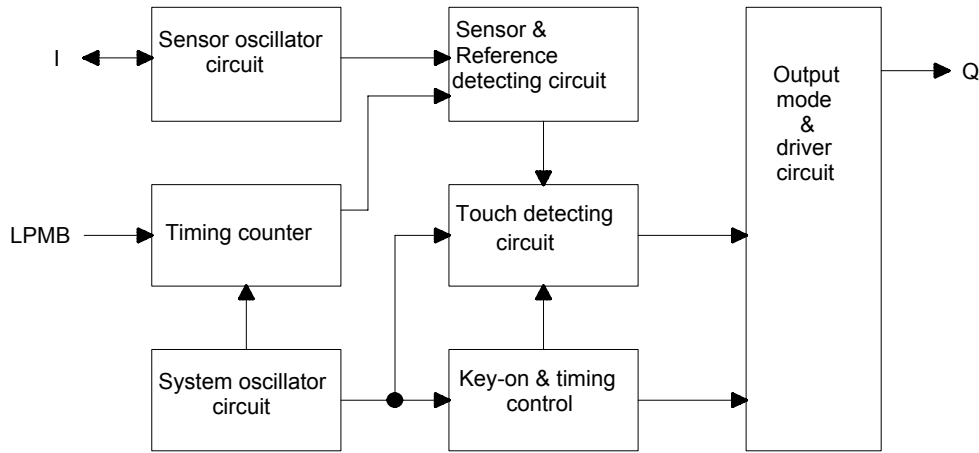 I
Sensor oscillator
circuit
Sensor &
Reference
detecting circuit
Output
mode
&
driver
circuit
Q
LPMB
Timing counter
Touch detecting
circuit
System oscillator
circuit
Key-on & timing
control